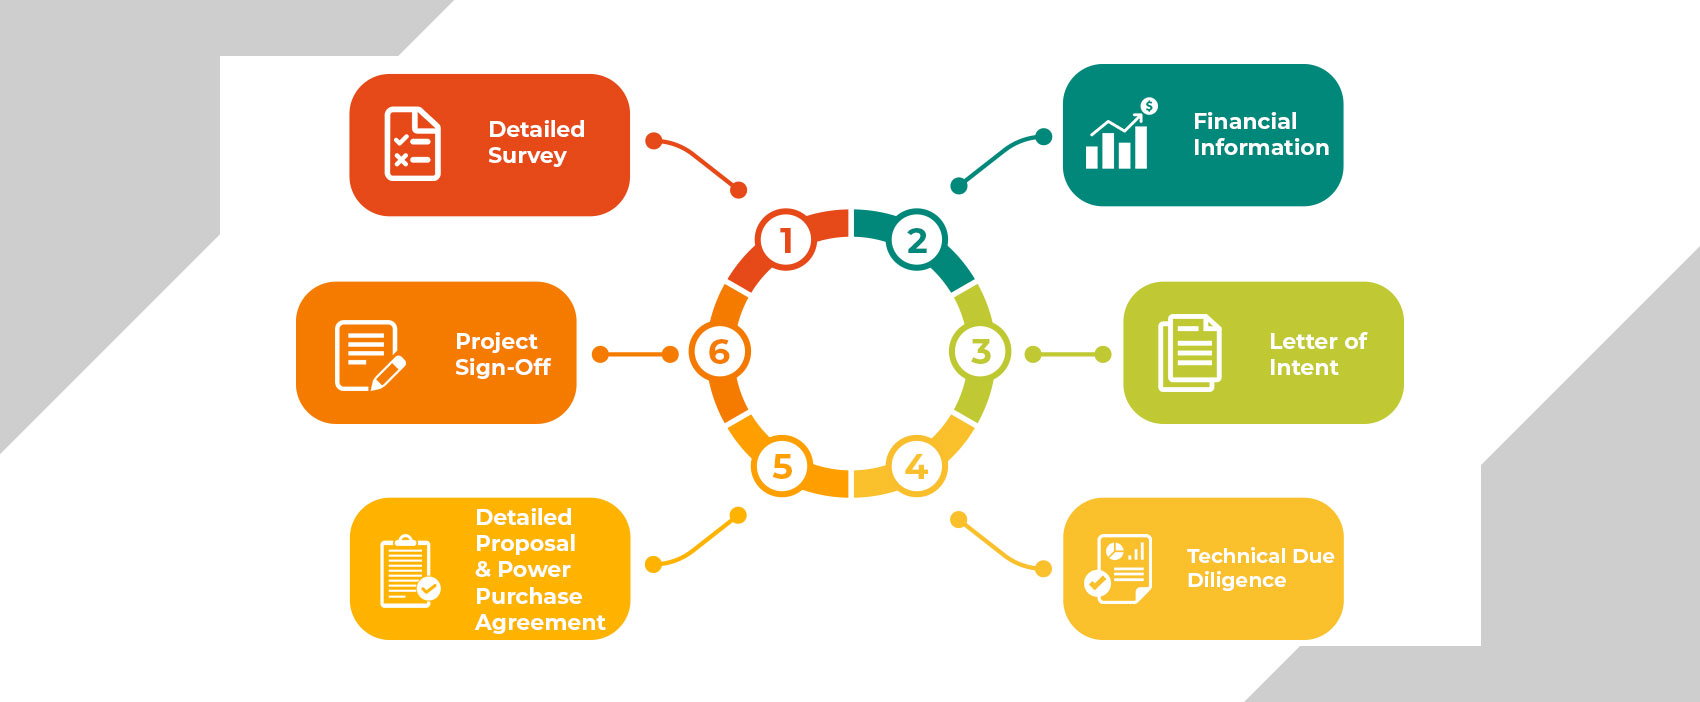 Detailed
Survey
Financial
Information
1
2
Project
Sign-Off
6
3
Letter of
Intent
5
4
Detailed
Proposal
& Power
Purchase
Agreement
Technical Due
Diligence
$